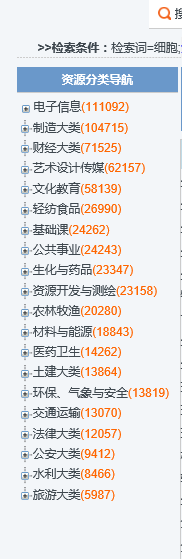 >>检索条件：检索词=细胞;
资源分类导航
电子信息(111092)
制造大类(104715)
财经大类(71525)
艺术设计传媒(62157)
文化教育(58139)
轻纺食品(26990)
基础课(24262)
公共事业(24243)
生化与药品(23347)
资源开发与测绘(23158)
农林牧渔(20280)
材料与能源(18843)
医药卫生(14262)
土建大类(13864)
环保、气象与安全(13819)
交通运输(13070)
法律大类(12057)
公安大类(9412)
水利大类(8466)
旅游大类(5987)